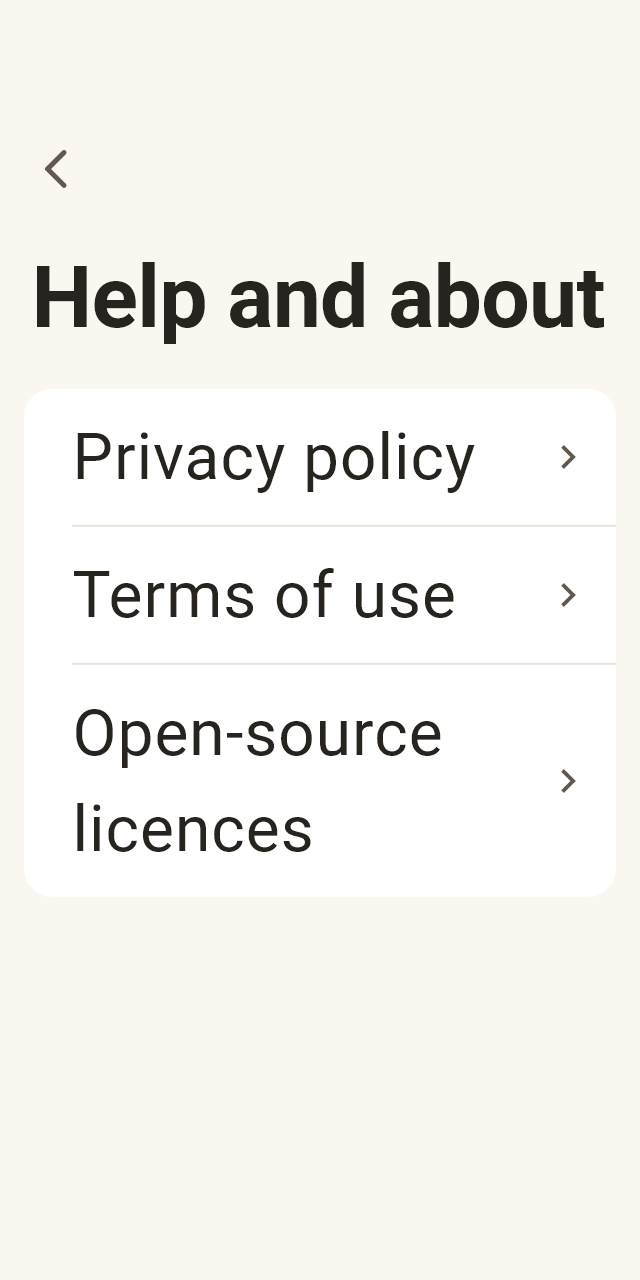 Help and about
Privacy policy
Terms of use
Open-source
licences